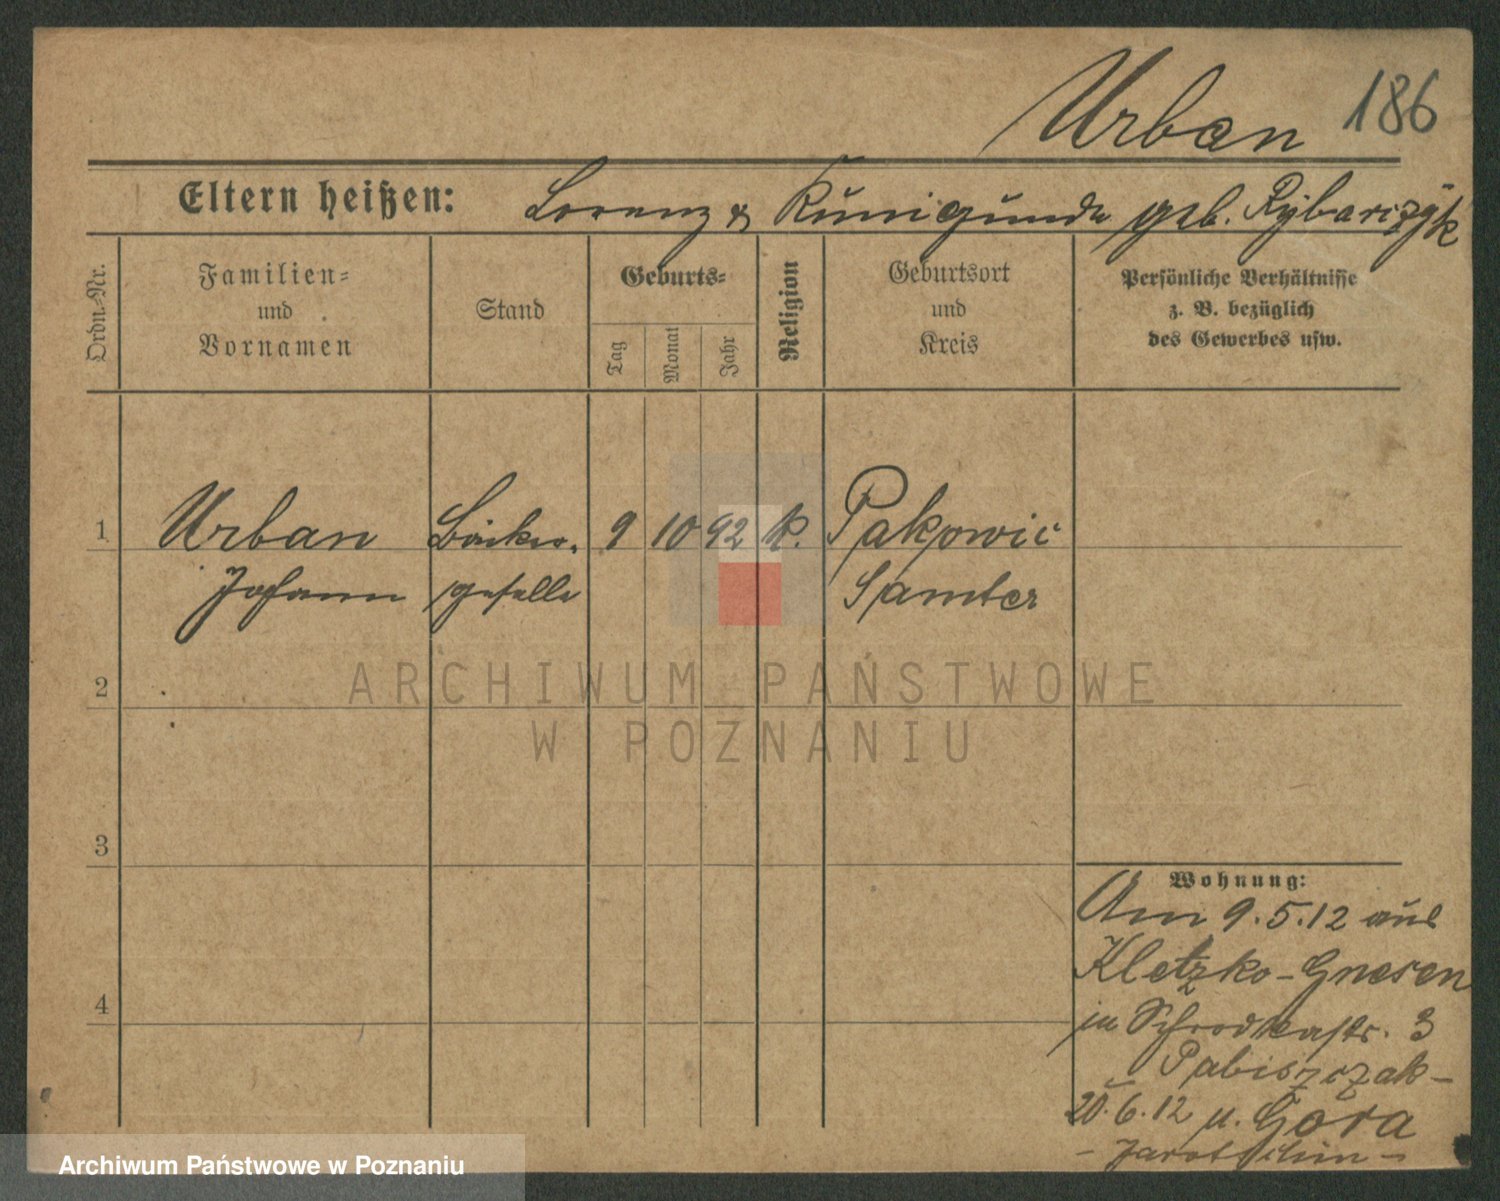 Urban 186
Eltern heißen: Lorenz & Kunigunde geb. Rybarczyk
Ordn.-Nr.
Familien-
und
Vornamen
Stand
Geburts-
Tag
Monat
Jahr
Religion
Geburtsort
und
Kreis
Persönliche Verhältnisse
z. B. bezüglich
des Gewerbes usw.
1 Urban Bäcker- 9 10 92 k. Pakowic
Johann geselle Samter
ARCHIWUM PAŃSTWOWE
W POZNANIU
2
3
4
Wohnung:
Am 9.5.12 aus
Kletzko-Gnesen
in Schrodkastr. 3
Pabiszczak-
20.6.12 n. Góra
- Jarotschin -
Archiwum Państwowe w Poznaniu